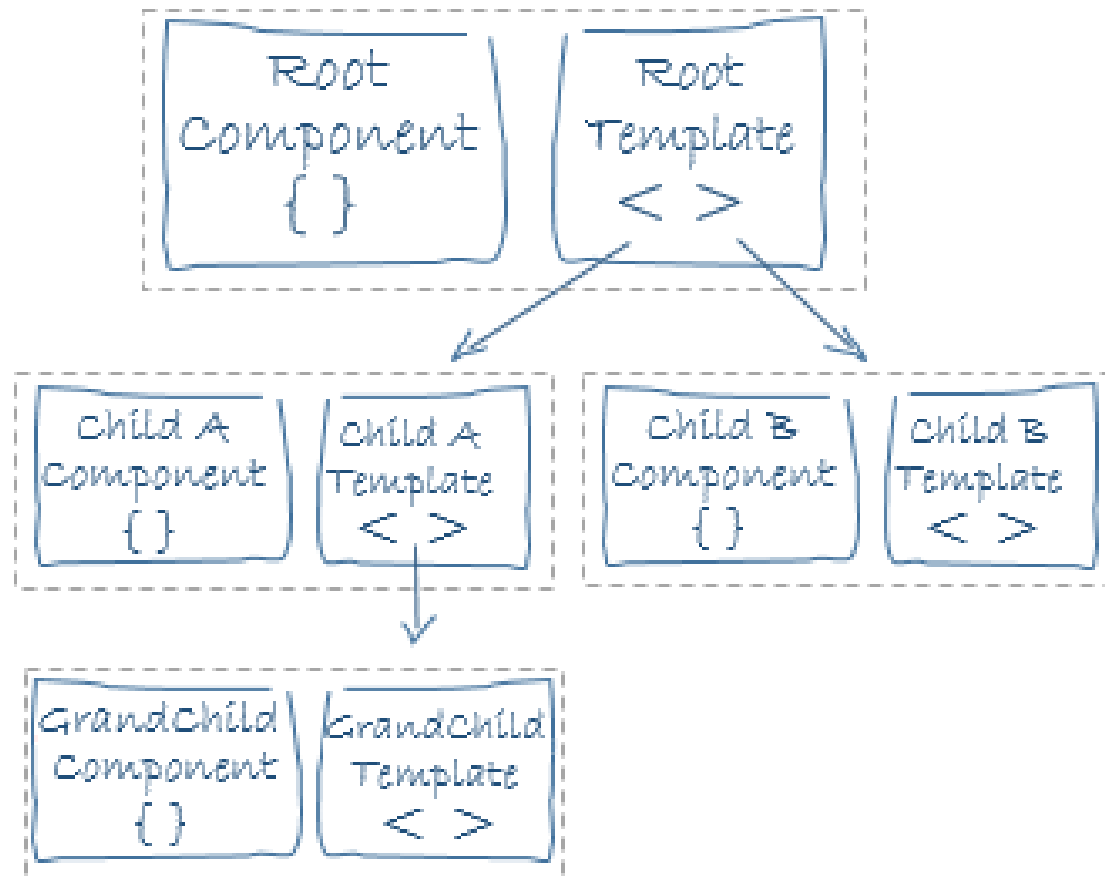 Root
Component
{ }
Root
Template
< >
Child A
Component
{ }
Child A
Template
< >
Child B
Component
{ }
Child B
Template
< >
GrandChild
Component
{ }
GrandChild
Template
< >